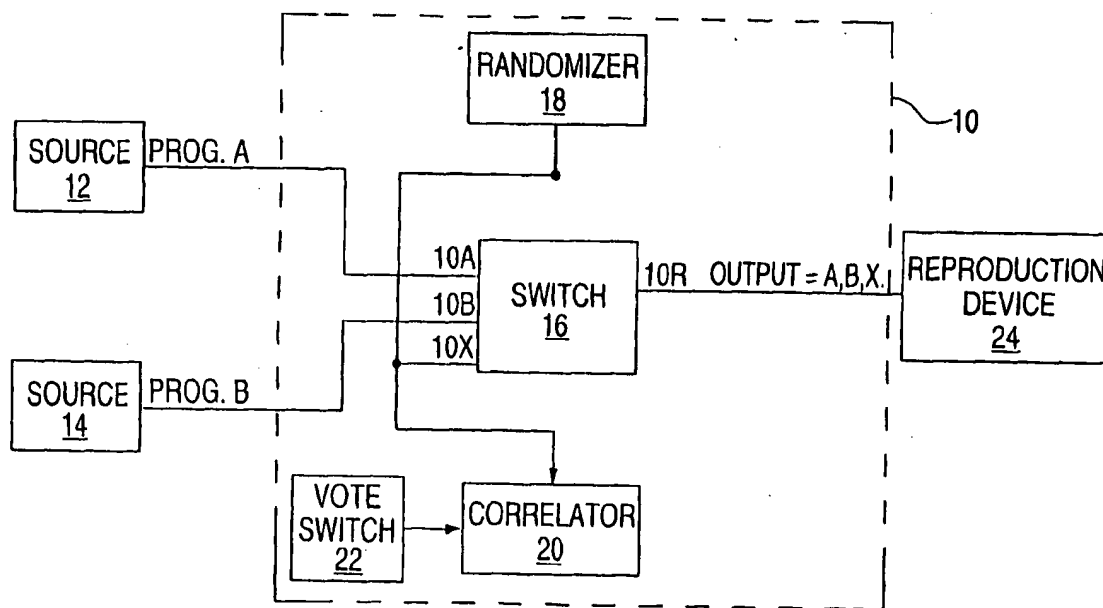 RANDOMIZER
18
10
SOURCE
12
PROG. A
10A
10B
10X
SWITCH
16
10R OUTPUT = A,B,X.
REPRODUCTION
DEVICE
24
SOURCE
14
PROG. B
VOTE
SWITCH
22
CORRELATOR
20